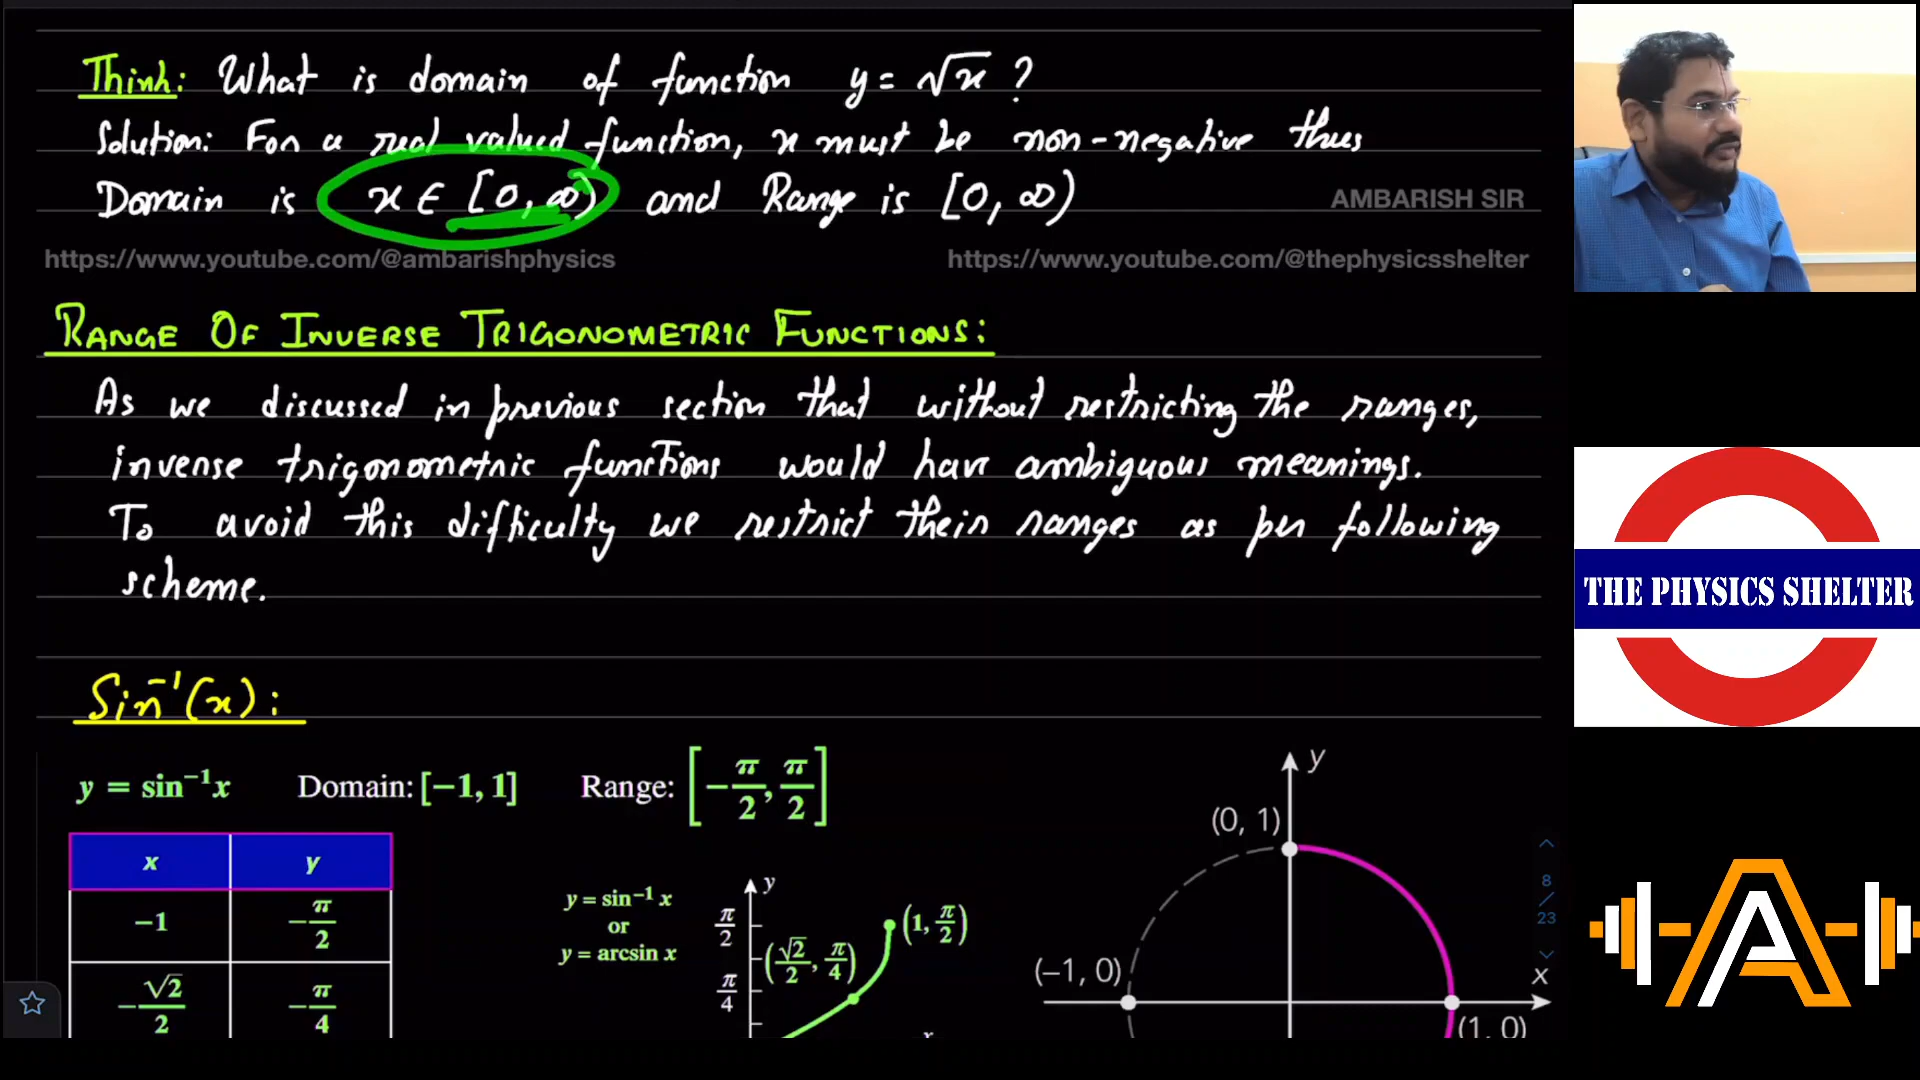 Think: What is domain of function y = √x ?
Solution: For a real valued function, x must be non-negative thus
Domain is x ∈ [0, ∞) and Range is [0, ∞)
AMBARISH SIR
https://www.youtube.com/@ambarishphysics
https://www.youtube.com/@thephysicsshelter
RANGE OF INVERSE TRIGONOMETRIC FUNCTIONS:
As we discussed in previous section that without restricting the ranges,
inverse trigonometric functions would have ambiguous meanings.
To avoid this difficulty we restrict their ranges as per following
scheme.
THE PHYSICS SHELTER
Sin⁻¹(x):
y = sin⁻¹x Domain: [−1, 1] Range: [−π/2, π/2]
x y
−1 −π/2
−√2/2 −π/4
y = sin⁻¹ x
or
y = arcsin x
y
π/2
π/4
(1, π/2)
(√2/2, π/4)
x
y
(0, 1)
(−1, 0)
x
(1, 0)
8
/
23